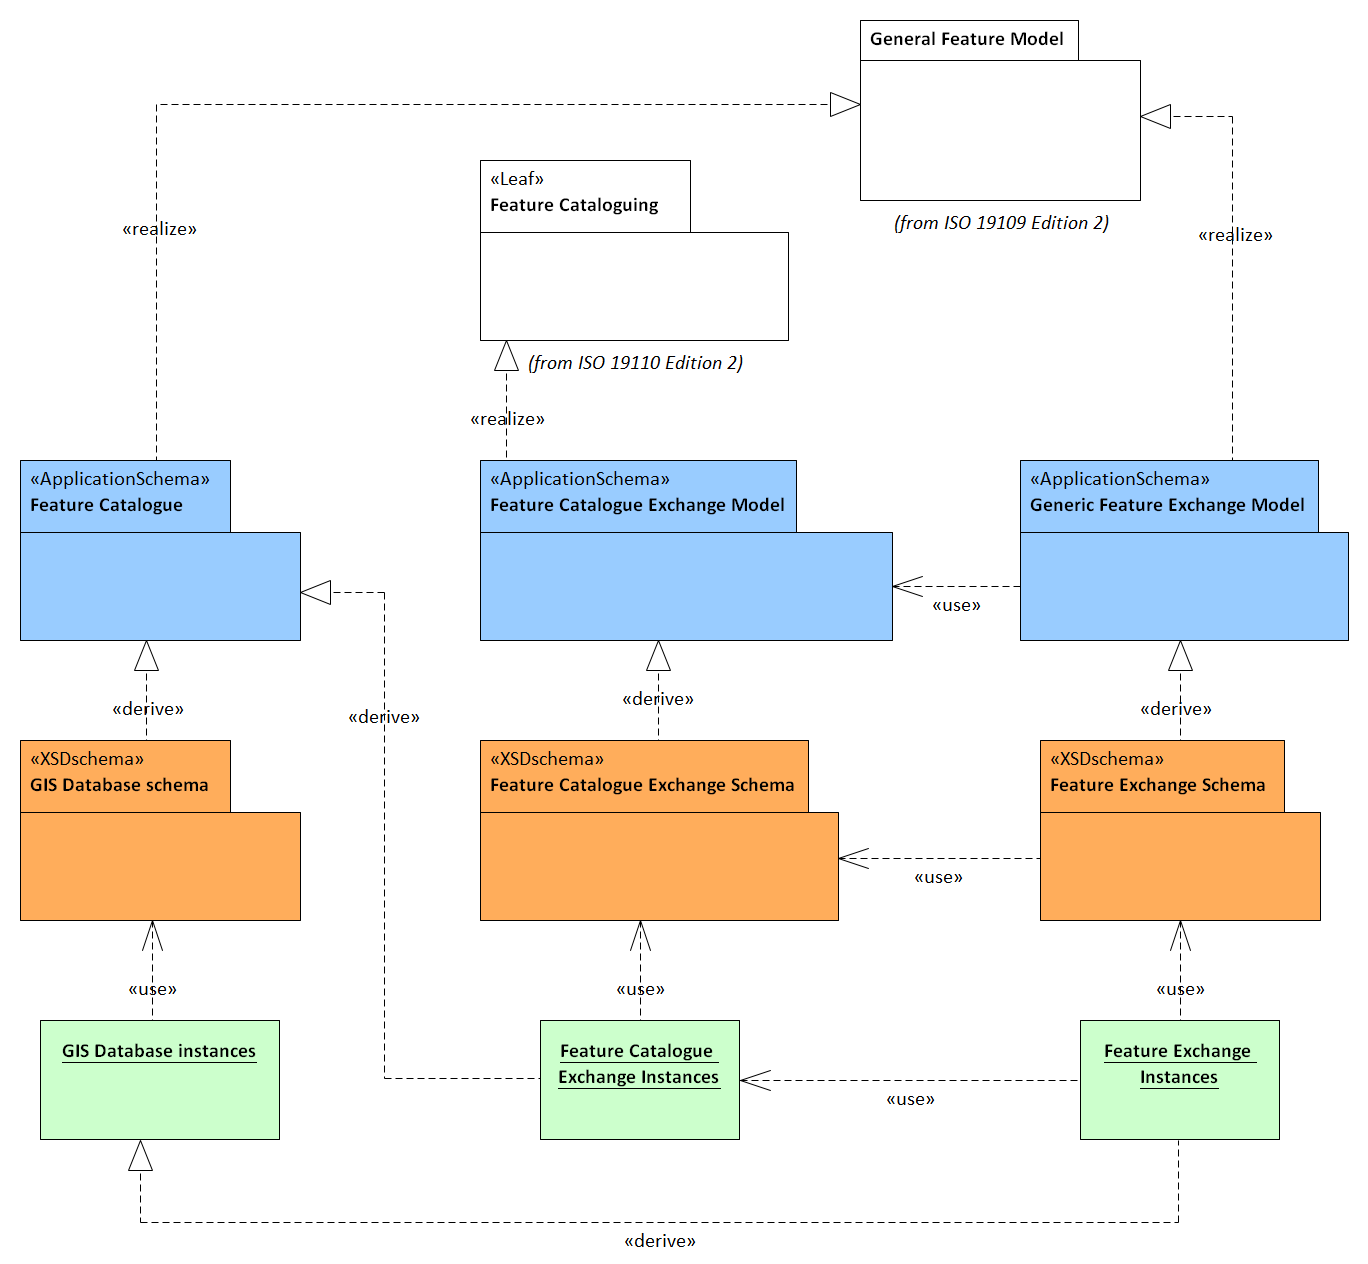 General Feature Model
«Leaf»
Feature Cataloguing
(from ISO 19109 Edition 2)
«realize»
«realize»
(from ISO 19110 Edition 2)
«realize»
«ApplicationSchema»
Feature Catalogue
«ApplicationSchema»
Feature Catalogue Exchange Model
«ApplicationSchema»
Generic Feature Exchange Model
«use»
«derive»
«derive»
«derive»
«derive»
«XSDschema»
GIS Database schema
«XSDschema»
Feature Catalogue Exchange Schema
«XSDschema»
Feature Exchange Schema
«use»
«use»
«use»
«use»
GIS Database instances
Feature Catalogue
Exchange Instances
Feature Exchange
Instances
«use»
«derive»